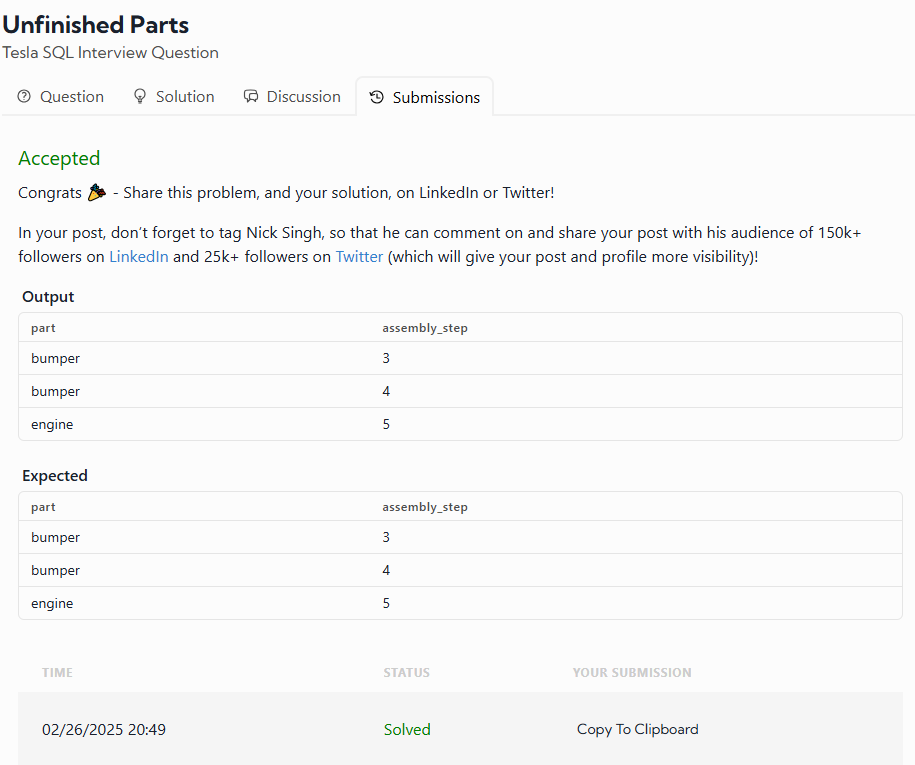 Unfinished Parts
Tesla SQL Interview Question
Question Solution Discussion Submissions
Accepted
Congrats 🎉 - Share this problem, and your solution, on LinkedIn or Twitter!
In your post, don't forget to tag Nick Singh, so that he can comment on and share your post with his audience of 150k+
followers on LinkedIn and 25k+ followers on Twitter (which will give your post and profile more visibility)!
Output
part assembly_step
bumper 3
bumper 4
engine 5
Expected
part assembly_step
bumper 3
bumper 4
engine 5
TIME STATUS YOUR SUBMISSION
02/26/2025 20:49 Solved Copy To Clipboard